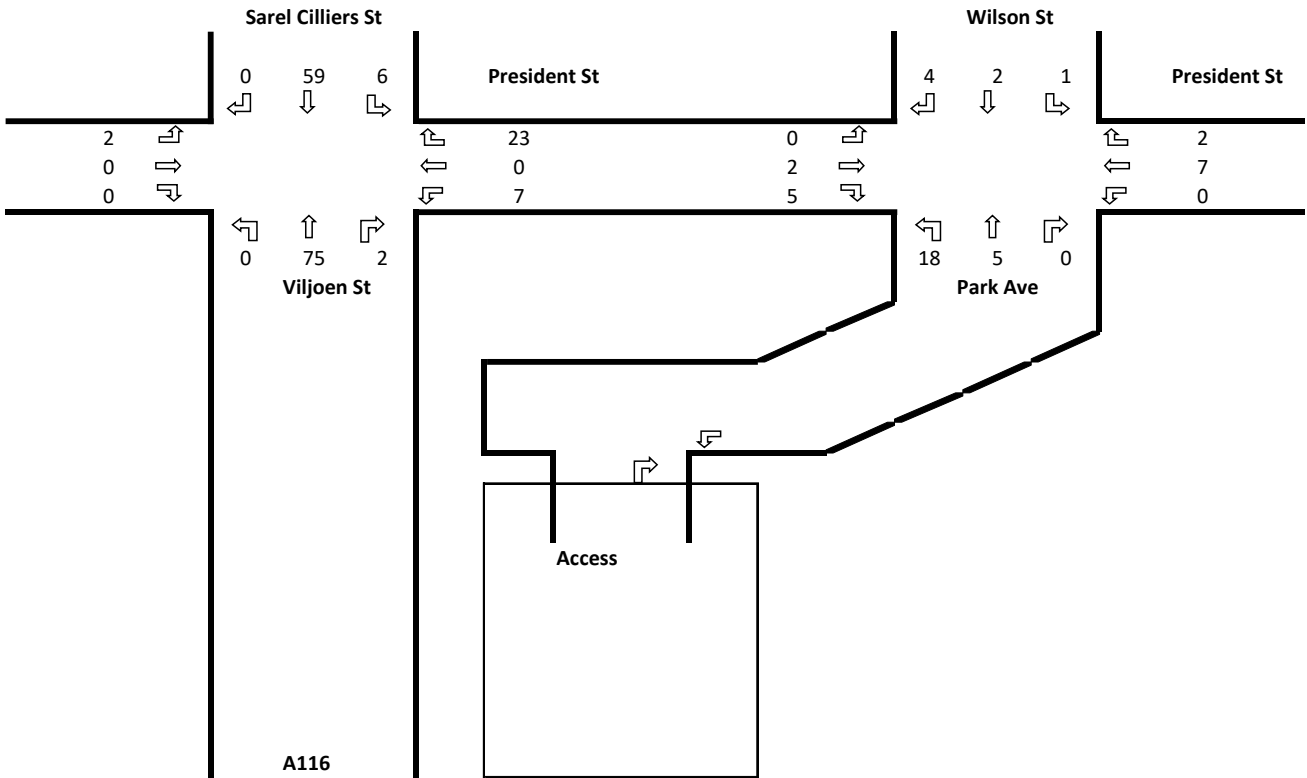 Sarel Cilliers St Wilson St
0 59 6 President St 4 2 1 President St
2 23 0 2
0 0 2 7
0 7 5 0
0 75 2 18 5 0
Viljoen St Park Ave
Access
A116